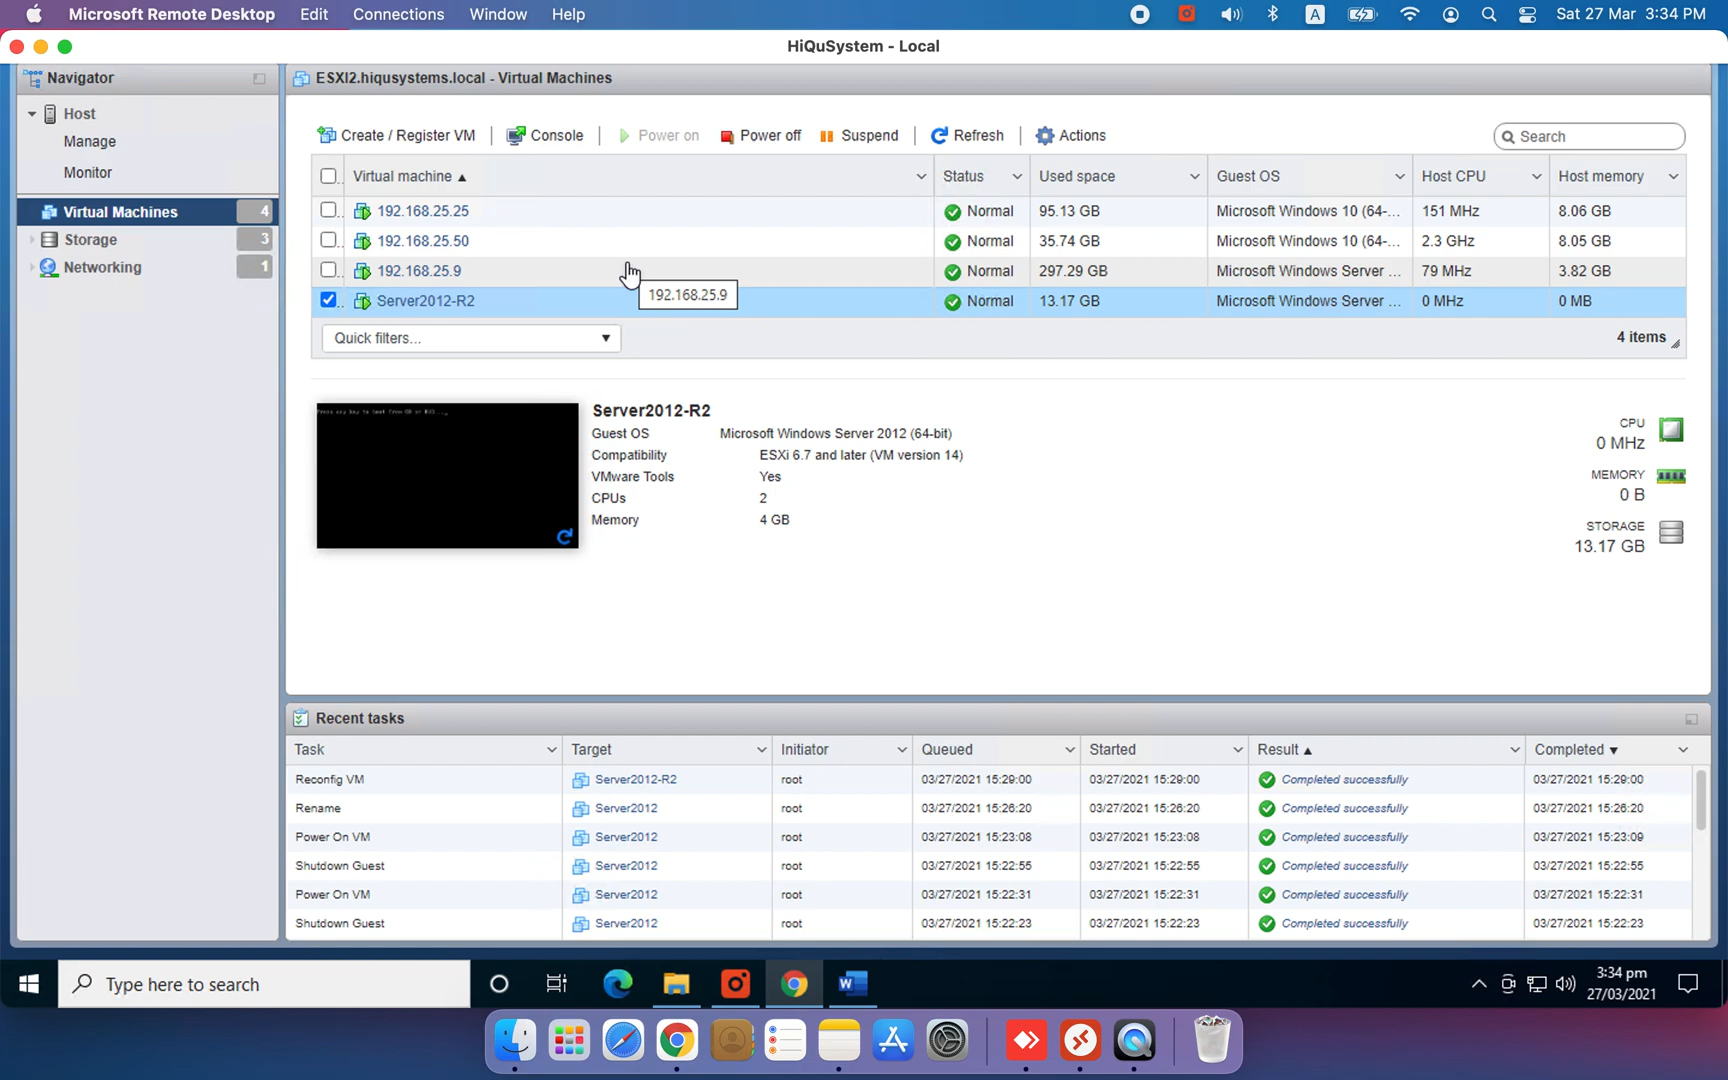 Microsoft Remote Desktop Edit Connections Window Help A Sat 27 Mar 3:34 PM
HiQuSystem - Local
Navigator
Host
Manage
Monitor
Virtual Machines 4
Storage 3
Networking 1
ESXI2.hiqusystems.local - Virtual Machines
Create / Register VM Console Power on Power off Suspend Refresh Actions Search
Virtual machine ▲ Status Used space Guest OS Host CPU Host memory
192.168.25.25 Normal 95.13 GB Microsoft Windows 10 (64-... 151 MHz 8.06 GB
192.168.25.50 Normal 35.74 GB Microsoft Windows 10 (64-... 2.3 GHz 8.05 GB
192.168.25.9 Normal 297.29 GB Microsoft Windows Server ... 79 MHz 3.82 GB
192.168.25.9
Server2012-R2 Normal 13.17 GB Microsoft Windows Server ... 0 MHz 0 MB
Quick filters... 4 items
Press any key to boot from CD or DVD..._
Server2012-R2
Guest OS Microsoft Windows Server 2012 (64-bit)
Compatibility ESXi 6.7 and later (VM version 14)
VMware Tools Yes
CPUs 2
Memory 4 GB
CPU
0 MHz
MEMORY
0 B
STORAGE
13.17 GB
Recent tasks
Task Target Initiator Queued Started Result ▲ Completed ▼
Reconfig VM Server2012-R2 root 03/27/2021 15:29:00 03/27/2021 15:29:00 Completed successfully 03/27/2021 15:29:00
Rename Server2012 root 03/27/2021 15:26:20 03/27/2021 15:26:20 Completed successfully 03/27/2021 15:26:20
Power On VM Server2012 root 03/27/2021 15:23:08 03/27/2021 15:23:08 Completed successfully 03/27/2021 15:23:09
Shutdown Guest Server2012 root 03/27/2021 15:22:55 03/27/2021 15:22:55 Completed successfully 03/27/2021 15:22:55
Power On VM Server2012 root 03/27/2021 15:22:31 03/27/2021 15:22:31 Completed successfully 03/27/2021 15:22:31
Shutdown Guest Server2012 root 03/27/2021 15:22:23 03/27/2021 15:22:23 Completed successfully 03/27/2021 15:22:23
Type here to search
3:34 pm
27/03/2021